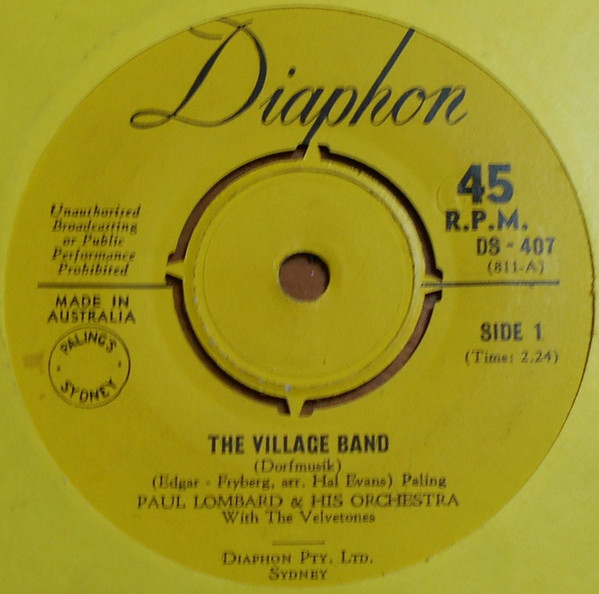 Diaphon
45
R.P.M.
DS - 407
(811-A)
Unauthorised
Broadcasting
or Public
Performance
Prohibited
MADE IN
AUSTRALIA
PALING'S
SYDNEY
SIDE 1
(Time: 2.24)
THE VILLAGE BAND
(Dorfmusik)
(Edgar - Fryberg, arr. Hal Evans) Paling
PAUL LOMBARD & HIS ORCHESTRA
With The Velvetones
DIAPHON PTY. LTD.
SYDNEY